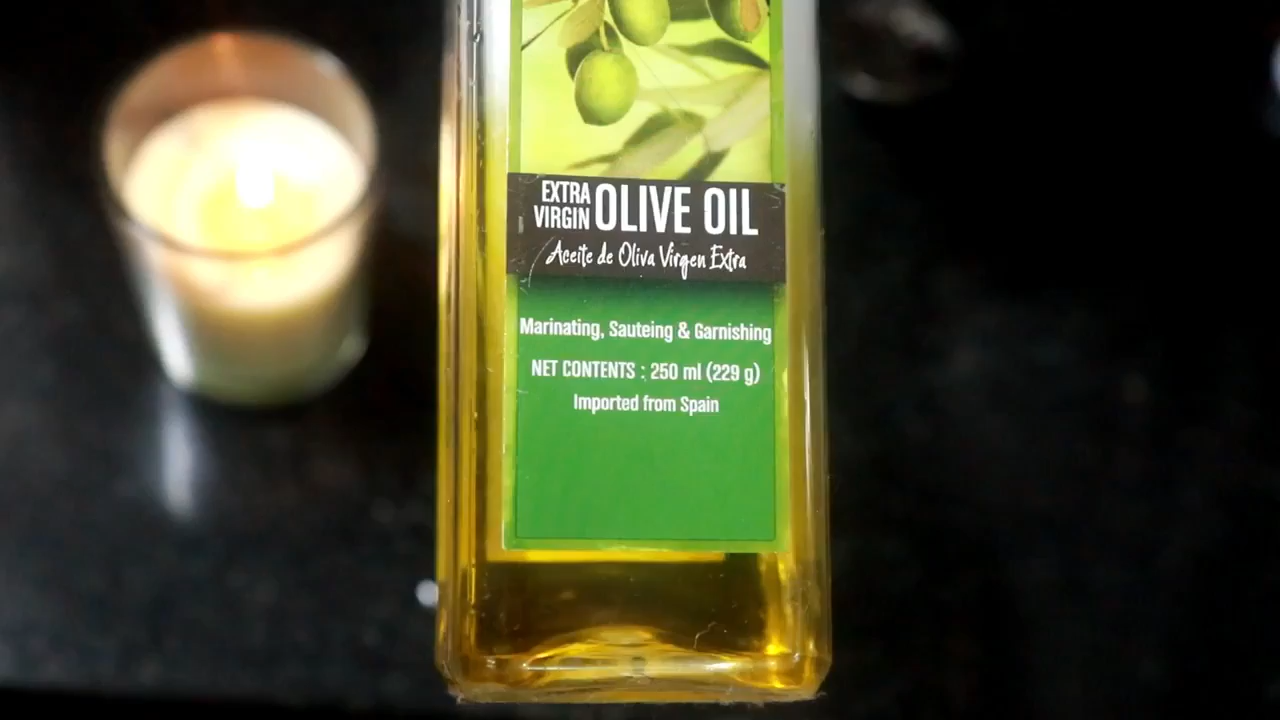 EXTRA VIRGIN OLIVE OIL
Aceite de Oliva Virgen Extra
Marinating, Sauteing & Garnishing
NET CONTENTS : 250 ml (229 g)
Imported from Spain